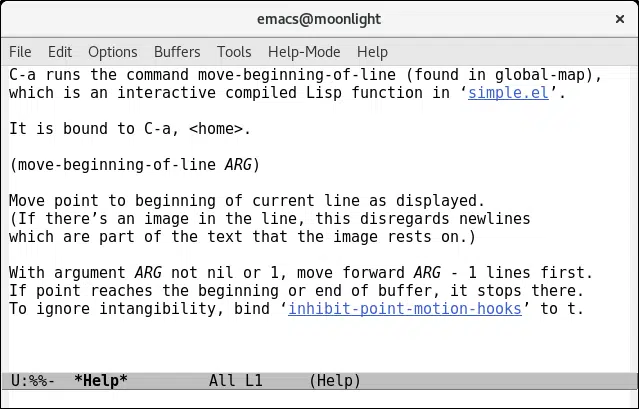 emacs@moonlight ×
File Edit Options Buffers Tools Help-Mode Help
C-a runs the command move-beginning-of-line (found in global-map),
which is an interactive compiled Lisp function in ‘simple.el’.
It is bound to C-a, <home>.
(move-beginning-of-line ARG)
Move point to beginning of current line as displayed.
(If there’s an image in the line, this disregards newlines
which are part of the text that the image rests on.)
With argument ARG not nil or 1, move forward ARG - 1 lines first.
If point reaches the beginning or end of buffer, it stops there.
To ignore intangibility, bind ‘inhibit-point-motion-hooks’ to t.
U:%%- *Help* All L1 (Help)